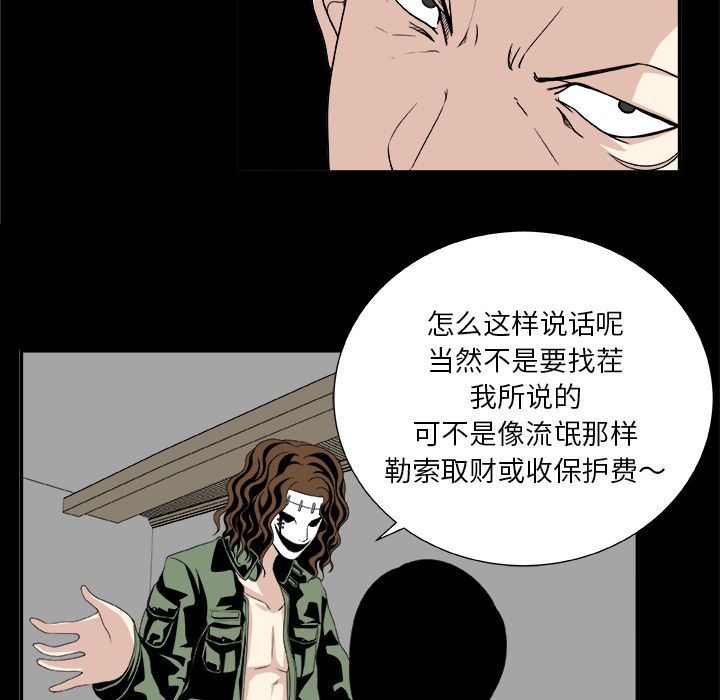 怎么这样说话呢
当然不是要找茬
我所说的
可不是像流氓那样
勒索取财或收保护费～